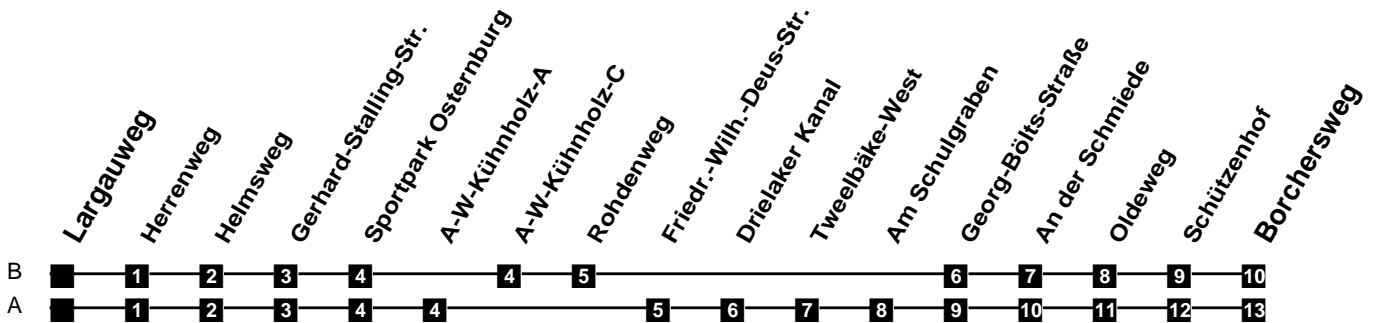 Largauweg
Herrenweg
Helmsweg
Gerhard-Stalling-Str.
Sportpark Osternburg
A-W-Kühnholz-A
A-W-Kühnholz-C
Rohdenweg
Friedr.-Wilh.-Deus-Str.
Drielaker Kanal
Tweelbäke-West
Am Schulgraben
Georg-Bölts-Straße
An der Schmiede
Oldeweg
Schützenhof
Borchersweg
B 1 2 3 4 4 5 6 7 8 9 10
A 1 2 3 4 4 5 6 7 8 9 10 11 12 13